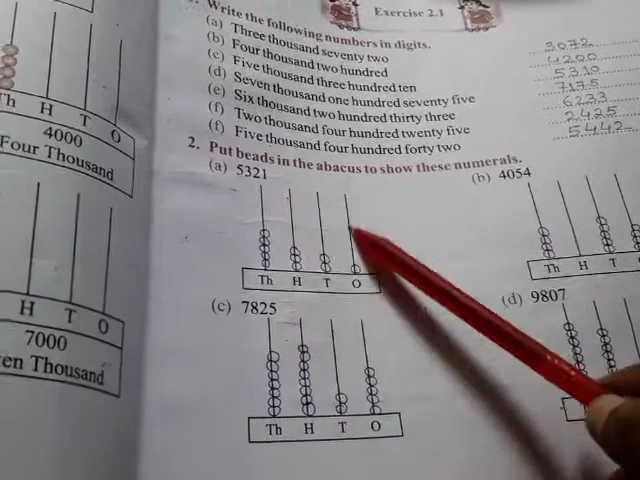 Exercise 2.1
Write the following numbers in digits.
(a) Three thousand seventy two 3072
(b) Four thousand two hundred 4200
(c) Five thousand three hundred ten 5310
(d) Seven thousand one hundred seventy five 7175
(e) Six thousand two hundred thirty three 6233
(f) Two thousand four hundred twenty five 2425
(f) Five thousand four hundred forty two 5442
2. Put beads in the abacus to show these numerals.
(a) 5321 (b) 4054
Th H T O Th H T
(c) 7825 (d) 9807
Th H T O
Th H T O
4000
Four Thousand
H T O
7000
en Thousand